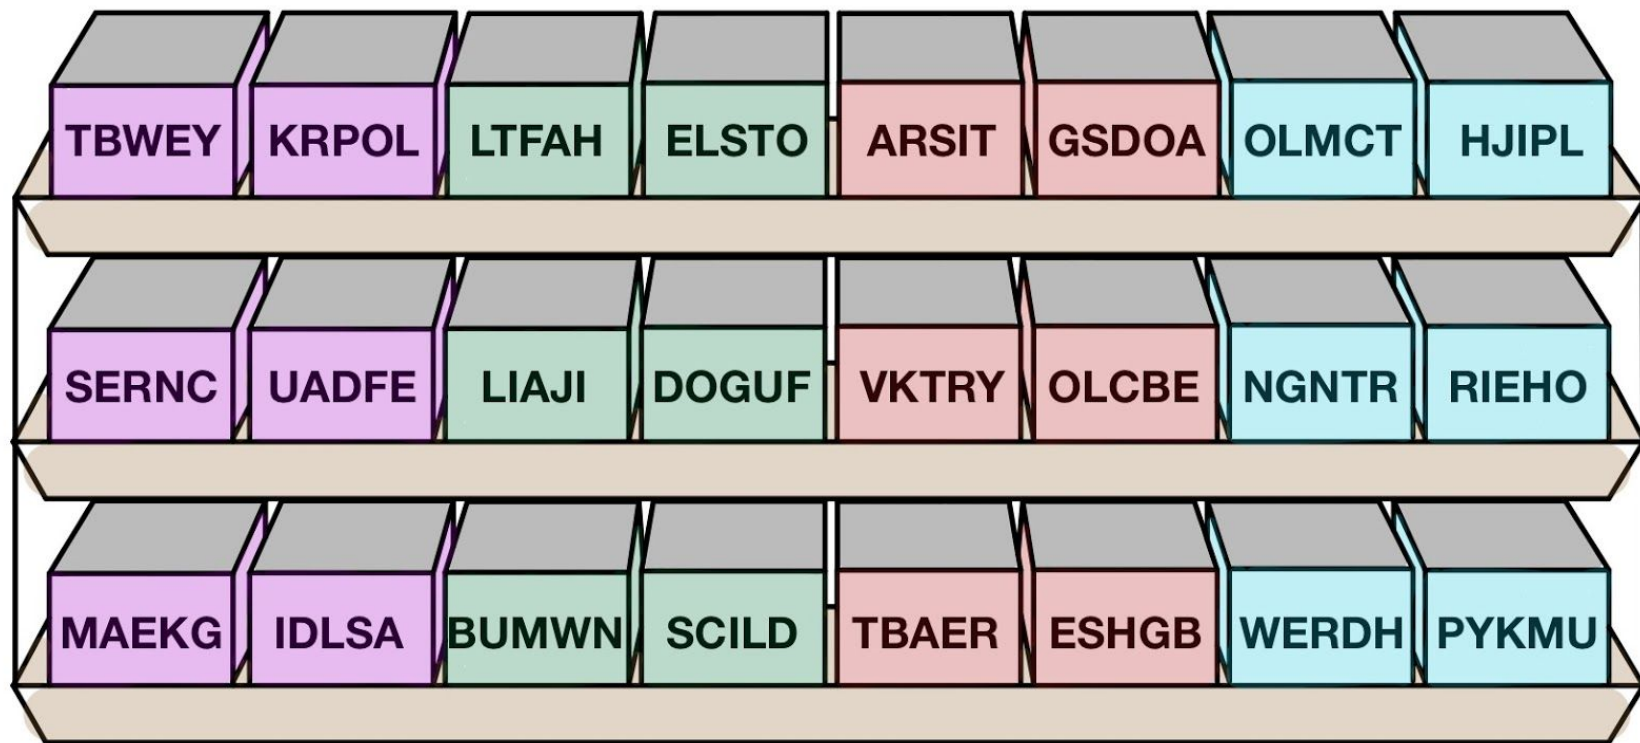 TBWEY KRPOL LTFAH ELSTO ARSIT GSDOA OLMCT HJIPL
SERNC UADFE LIAJI DOGUF VKTRY OLCBE NGNTR RIEHO
MAEKG IDLSA BUMWN SCILD TBAER ESHGB WERDH PYKMU